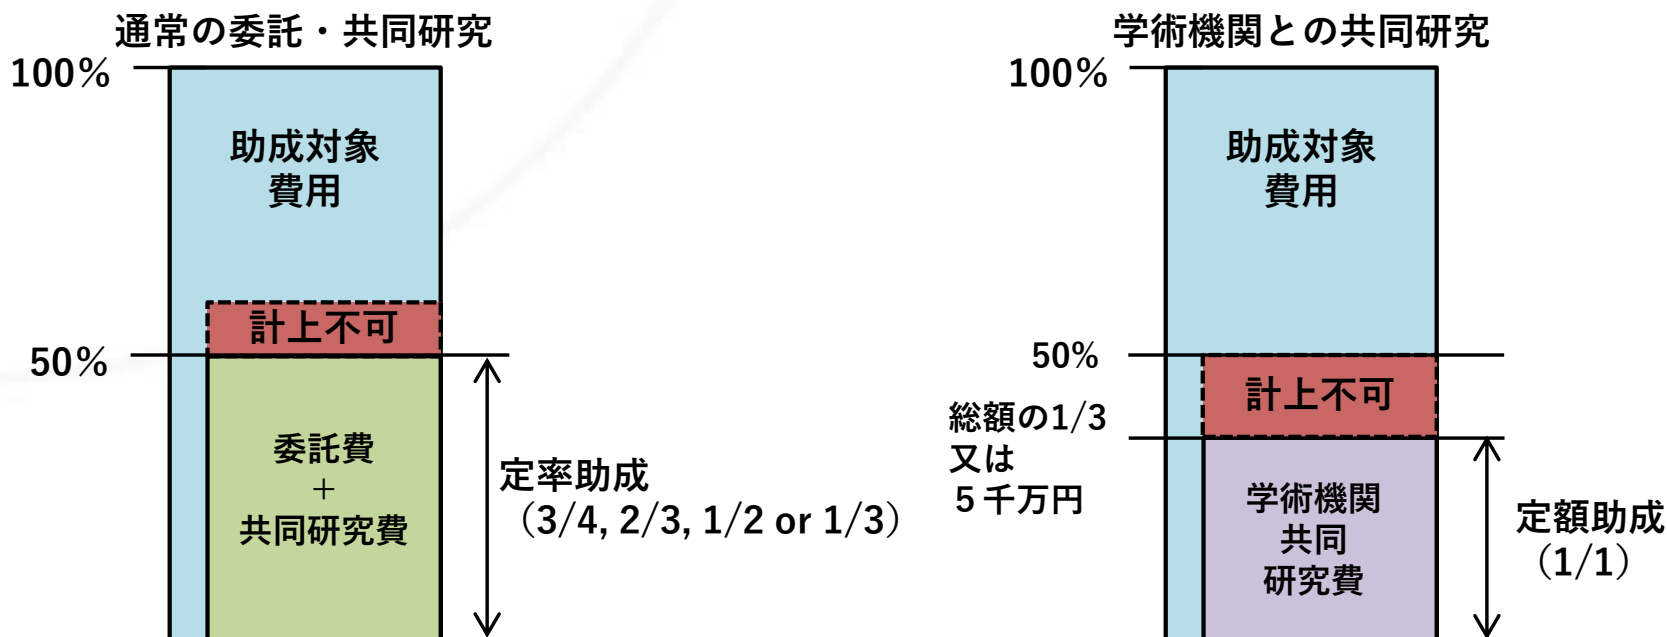 通常の委託・共同研究
100%
助成対象
費用
計上不可
50%
委託費
+
共同研究費
定率助成
（3/4, 2/3, 1/2 or 1/3）
学術機関との共同研究
100%
助成対象
費用
50%
計上不可
総額の1/3
又は
５千万円
学術機関
共同
研究費
定額助成
（1/1）